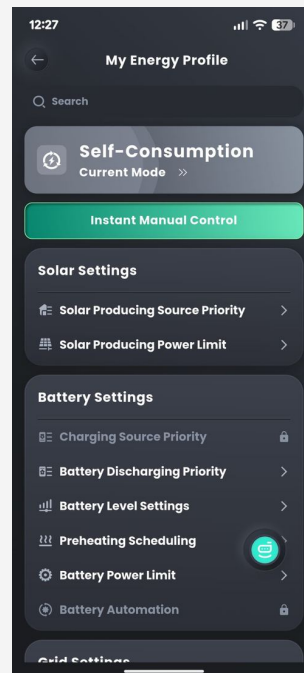 12:27
37
My Energy Profile
Search
Self-Consumption
Current Mode »
Instant Manual Control
Solar Settings
Solar Producing Source Priority
Solar Producing Power Limit
Battery Settings
Charging Source Priority
Battery Discharging Priority
Battery Level Settings
Preheating Scheduling
Battery Power Limit
Battery Automation
Grid Settings